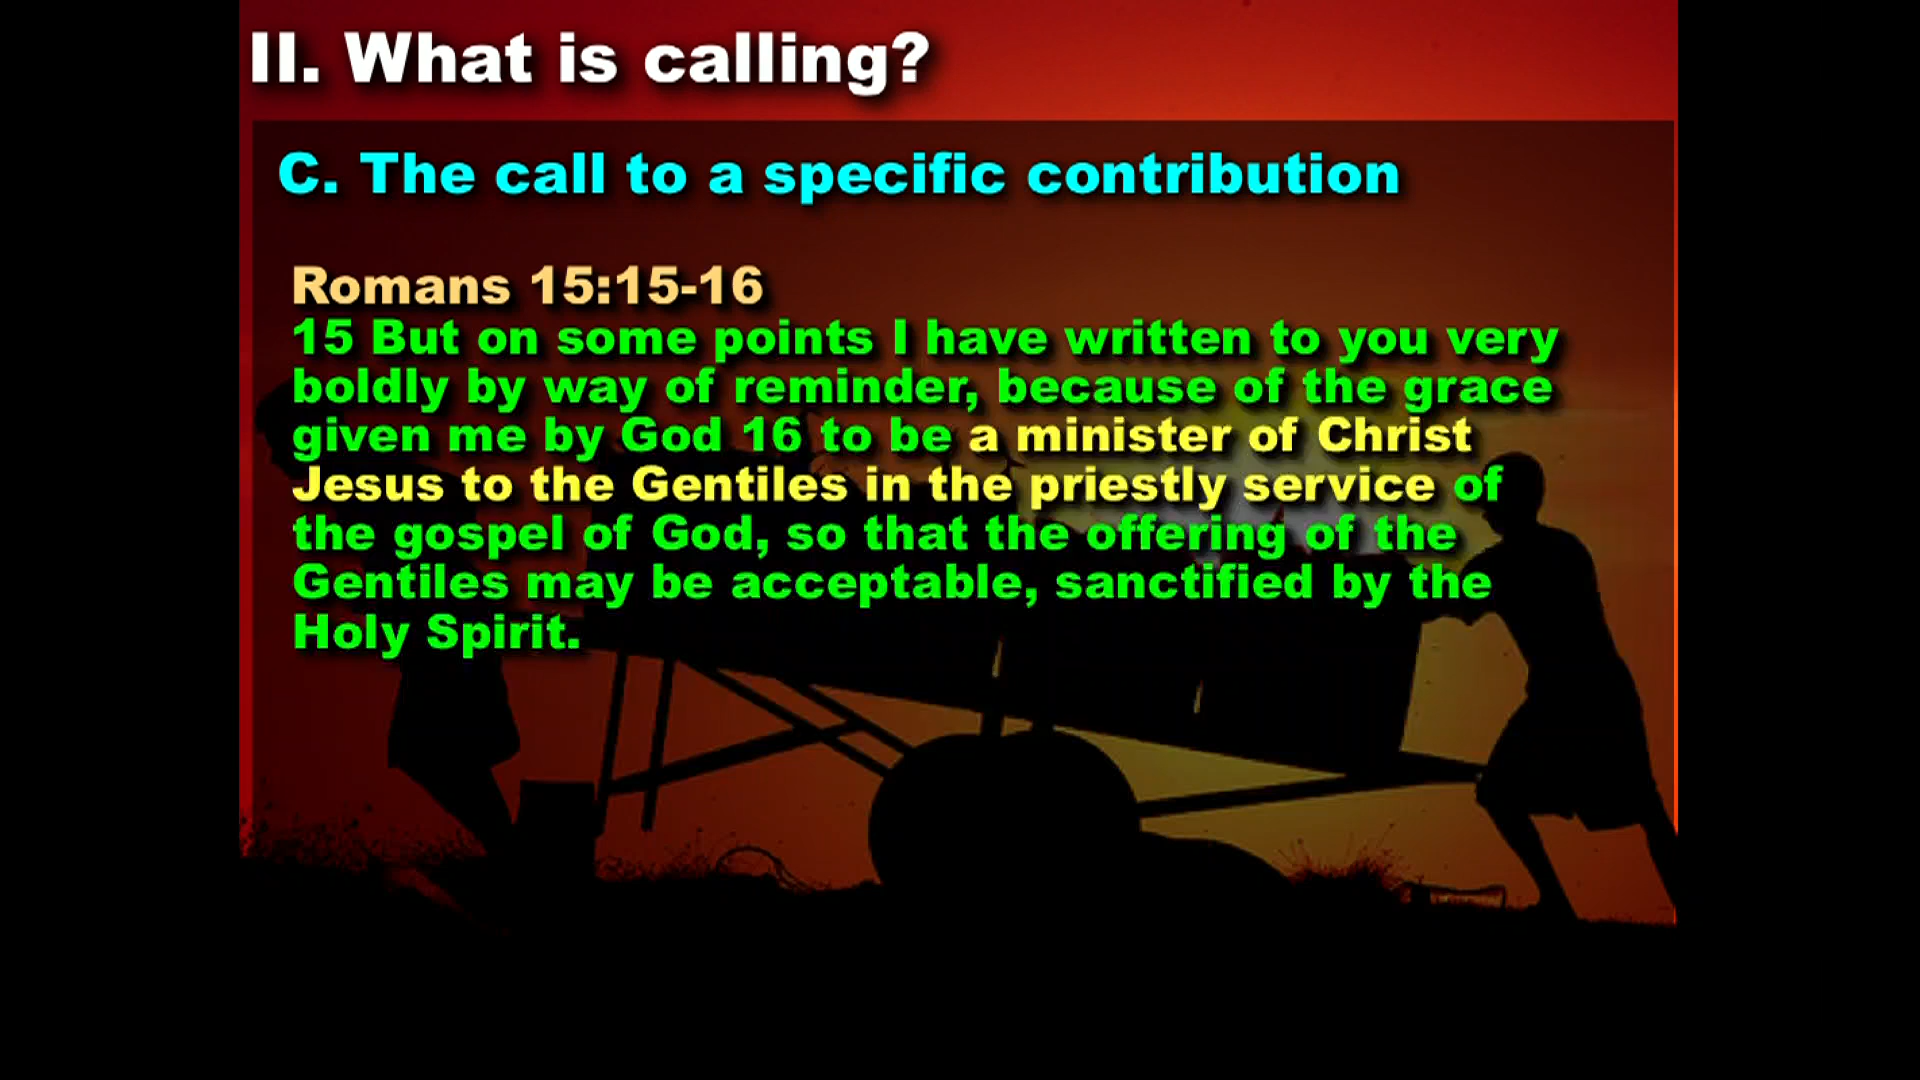 II. What is calling?
C. The call to a specific contribution
Romans 15:15-16
15 But on some points I have written to you very
boldly by way of reminder, because of the grace
given me by God 16 to be a minister of Christ
Jesus to the Gentiles in the priestly service of
the gospel of God, so that the offering of the
Gentiles may be acceptable, sanctified by the
Holy Spirit.